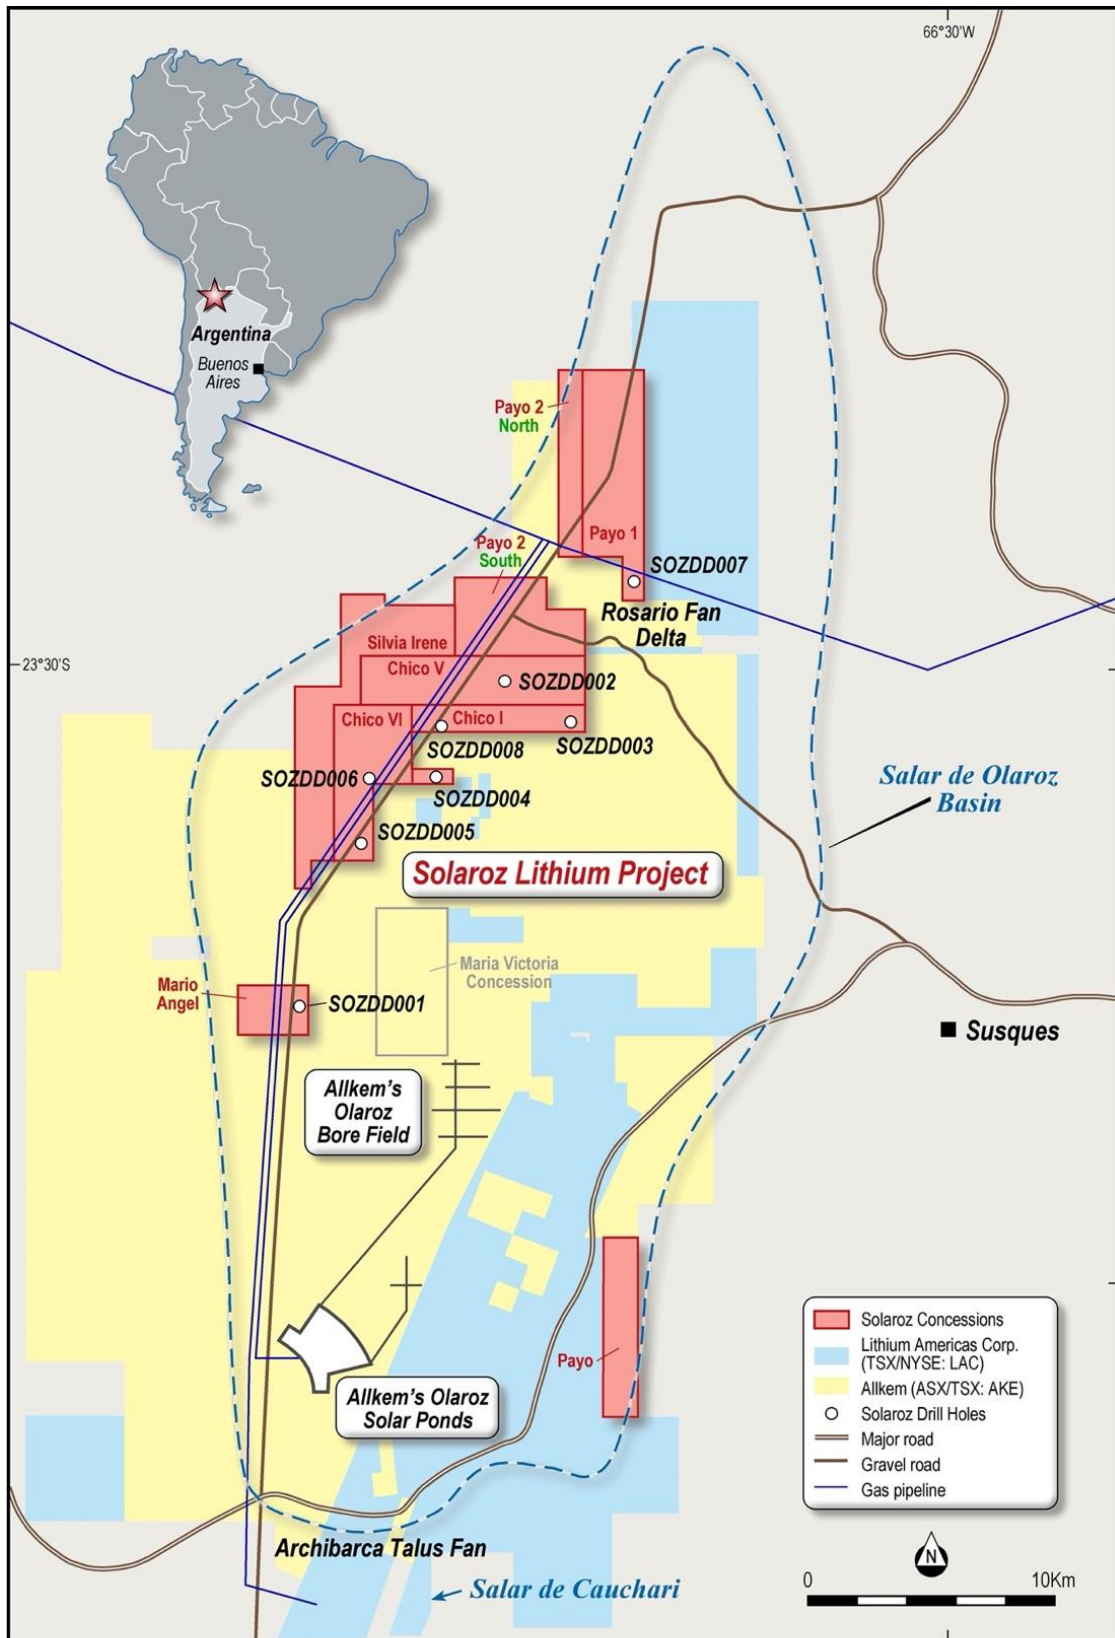 66°30'W
Argentina
Buenos
Aires
Payo 2
North
Payo 1
Payo 2
South
SOZDD007
Rosario Fan
Delta
23°30'S
Silvia Irene
Chico V
SOZDD002
Chico VI
Chico I
SOZDD008
SOZDD003
SOZDD006
SOZDD004
Salar de Olaroz
Basin
SOZDD005
Solaroz Lithium Project
Maria Victoria
Concession
Mario
Angel
SOZDD001
Susques
Allkem's
Olaroz
Bore Field
Payo
Allkem's Olaroz
Solar Ponds
Archibarca Talus Fan
Salar de Cauchari
Solaroz Concessions
Lithium Americas Corp.
(TSX/NYSE: LAC)
Allkem (ASX/TSX: AKE)
Solaroz Drill Holes
Major road
Gravel road
Gas pipeline
N
0 10Km